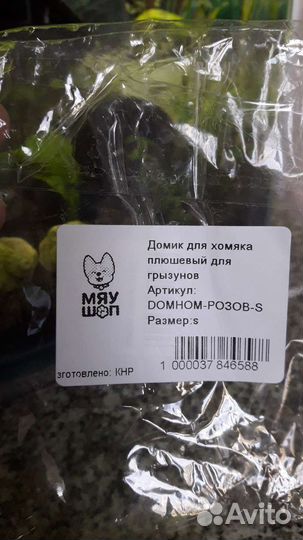 Домик для хомяка
плюшевый для
грызунов
Артикул:
DOMHOM-РОЗОВ-S
Размер:s
МЯУ
ШОП
1 000037 846588
зготовлено: КНР
Avito